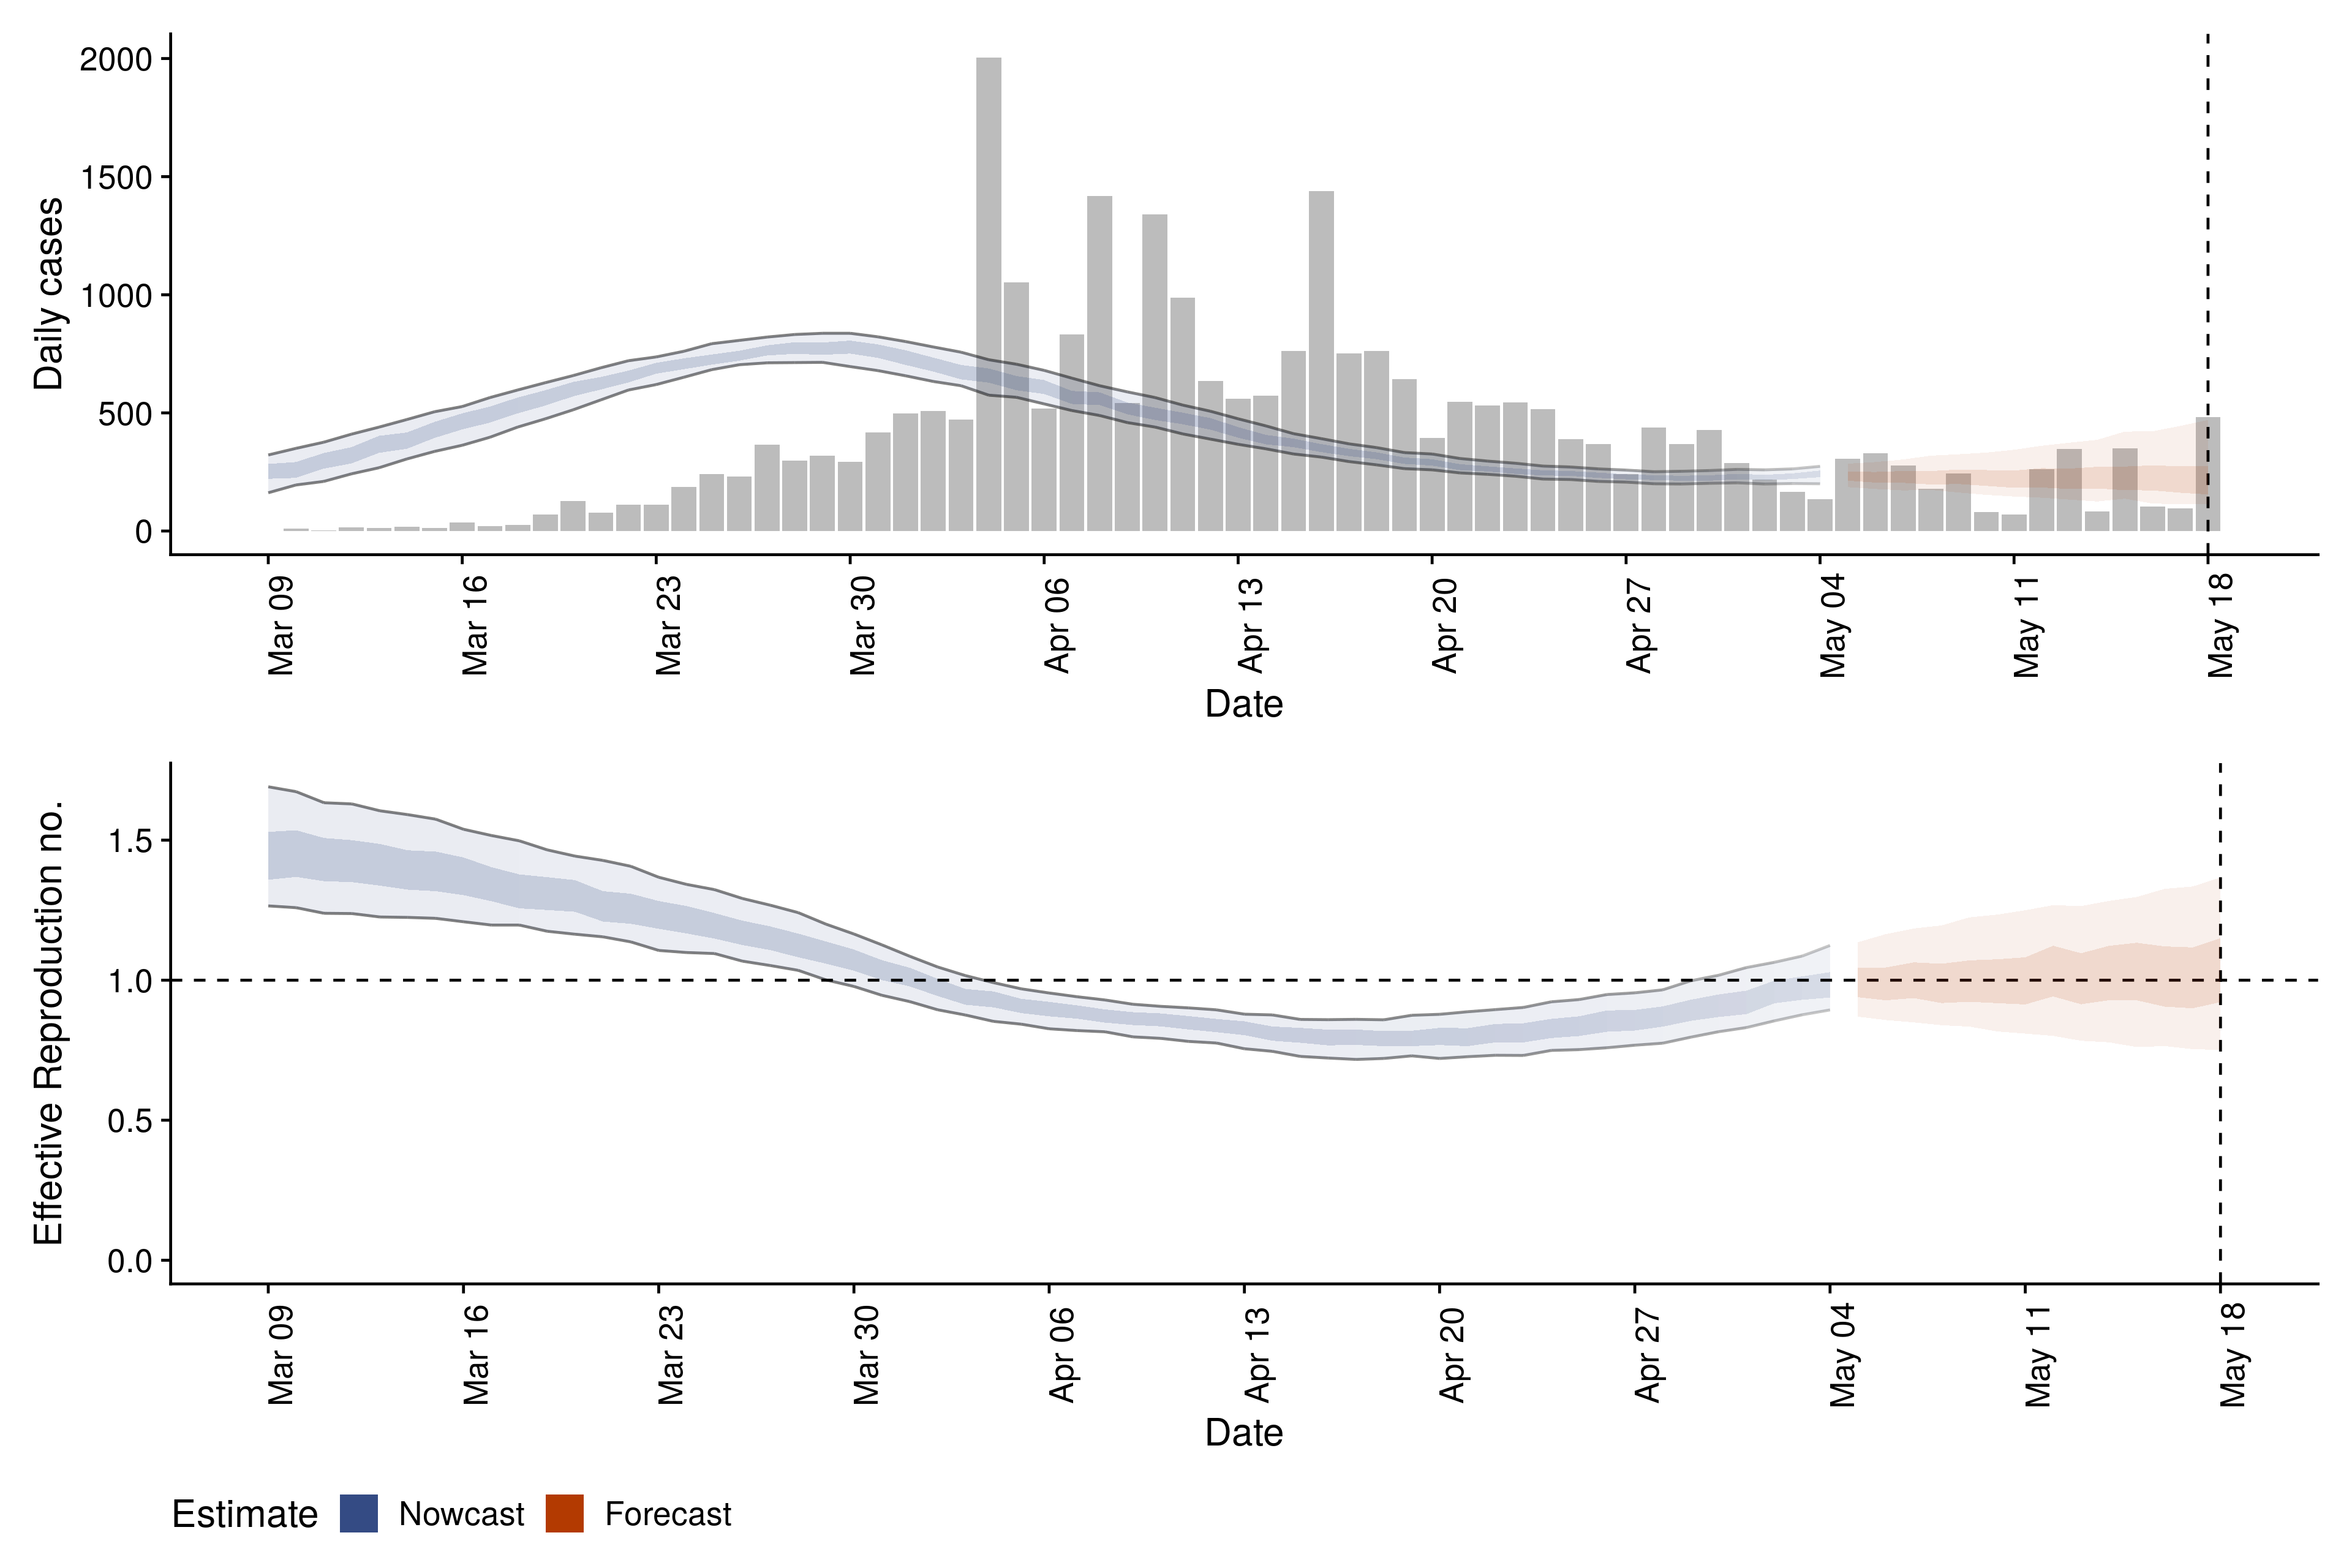 Daily cases
2000
1500
1000
500
0
Mar 09
Mar 16
Mar 23
Mar 30
Apr 06
Apr 13
Apr 20
Apr 27
May 04
May 11
May 18
Date
Effective Reproduction no.
1.5
1.0
0.5
0.0
Mar 09
Mar 16
Mar 23
Mar 30
Apr 06
Apr 13
Apr 20
Apr 27
May 04
May 11
May 18
Date
Estimate Nowcast Forecast